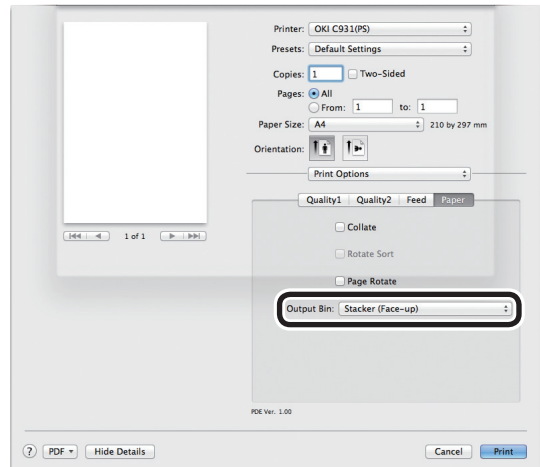 Printer: OKI C931(PS)
Presets: Default Settings
Copies: 1 Two-Sided
Pages: All
From: 1 to: 1
Paper Size: A4 210 by 297 mm
Orientation:
Print Options
Quality1 Quality2 Feed Paper
Collate
1 of 1
Rotate Sort
Page Rotate
Output Bin: Stacker (Face-up)
PDE Ver. 1.00
? PDF Hide Details Cancel Print